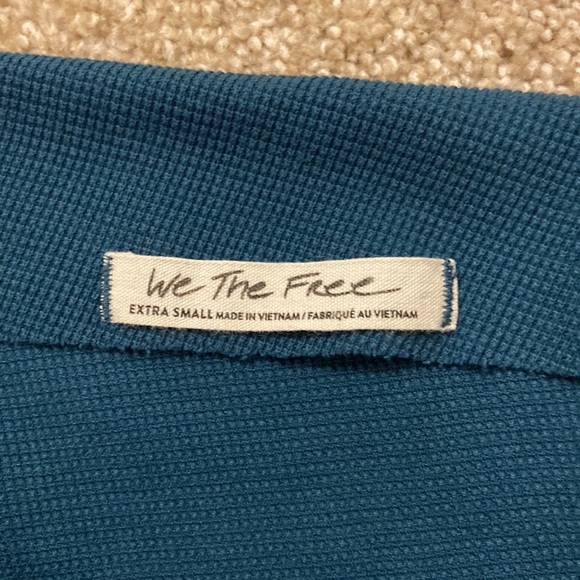 We The Free
EXTRA SMALL MADE IN VIETNAM / FABRIQUÉ AU VIETNAM